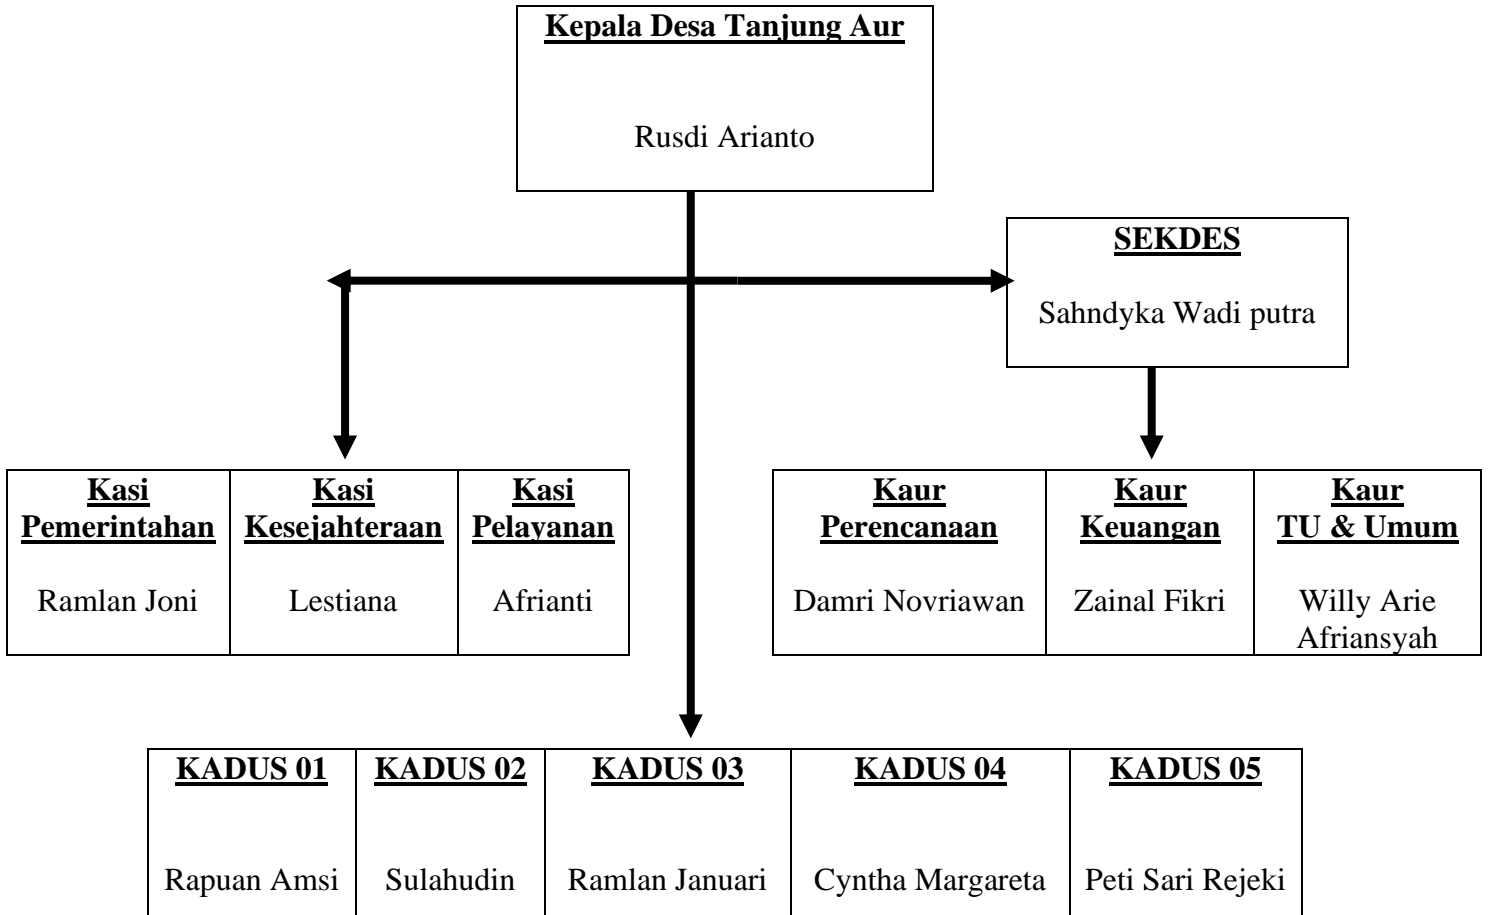 Kepala Desa Tanjung Aur
Rusdi Arianto
SEKDES
Sahndyka Wadi putra
Kasi
Pemerintahan
Ramlan Joni
Kasi
Kesejahteraan
Lestiana
Kasi
Pelayanan
Afrianti
Kaur
Perencanaan
Damri Novriawan
Kaur
Keuangan
Zainal Fikri
Kaur
TU & Umum
Willy Arie
Afriansyah
KADUS 01
Rapuan Amsi
KADUS 02
Sulahudin
KADUS 03
Ramlan Januari
KADUS 04
Cyntha Margareta
KADUS 05
Peti Sari Rejeki